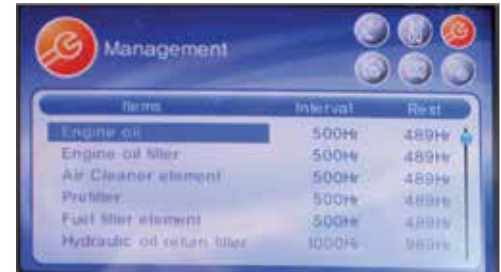 Management
Items Interval Rest
Engine oil 500Hr 489Hr
Engine oil filter 500Hr 489Hr
Air Cleaner element 500Hr 489Hr
Prefilter 500Hr 489Hr
Fuel filter element 500Hr 489Hr
Hydraulic oil return filter 1000Hr 989Hr